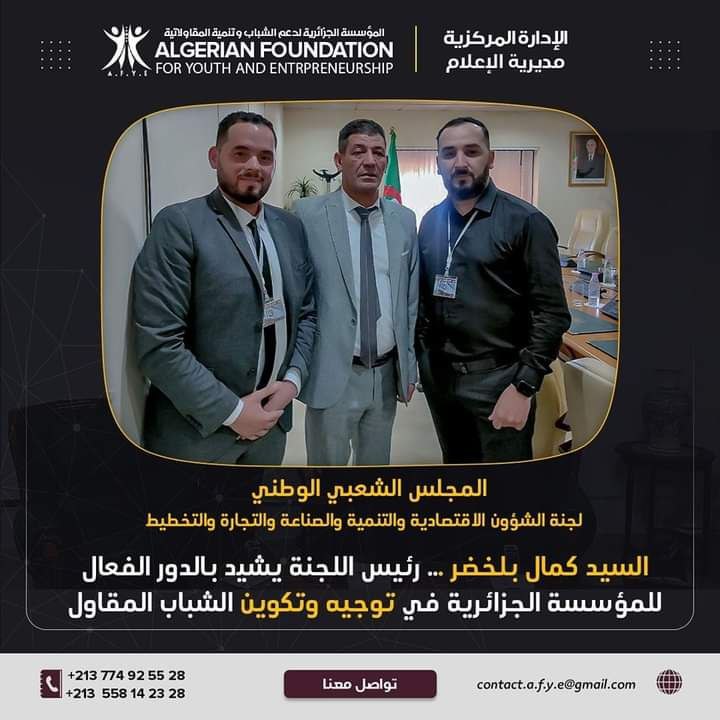 المؤسسة الجزائرية لدعم الشباب وتنمية المقاولاتية
ALGERIAN FOUNDATION
FOR YOUTH AND ENTRPRENEURSHIP
A.F.Y.E
الإدارة المركزية
مديرية الإعلام
المجلس الشعبي الوطني
لجنة الشؤون الاقتصادية والتنمية والصناعة والتجارة والتخطيط
السيد كمال بلخضر ... رئيس اللجنة يشيد بالدور الفعال
للمؤسسة الجزائرية في توجيه وتكوين الشباب المقاول
+213 774 92 55 28
+213 558 14 23 28
تواصل معنا
contact.a.f.y.e@gmail.com